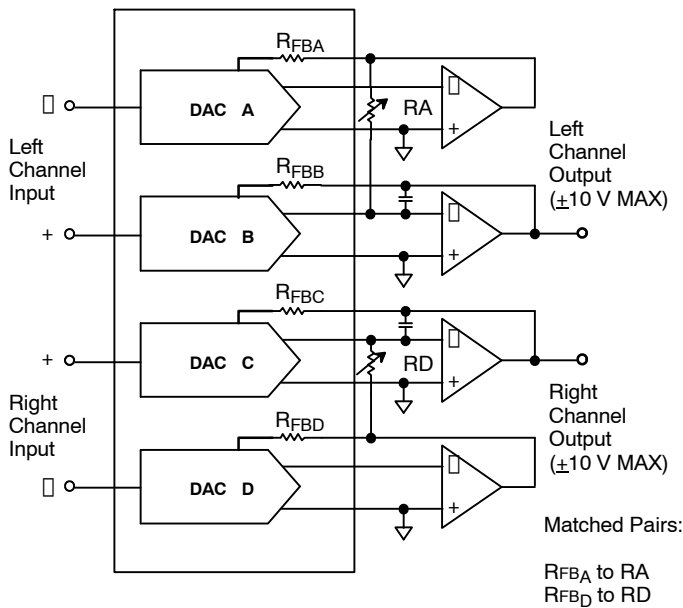 RFBA
DAC A
▯
RA
▯
+
Left
Channel
Input
Left
Channel
Output
(±10 V MAX)
RFBB
DAC B
+
▯
+
RFBC
DAC C
+
▯
+
RD
Right
Channel
Input
Right
Channel
Output
(±10 V MAX)
RFBD
DAC D
▯
▯
+
Matched Pairs:
RFBA to RA
RFBD to RD